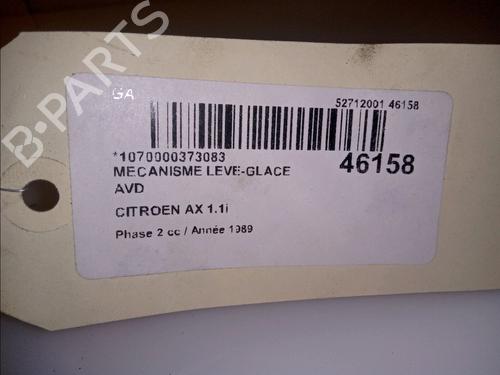 B-PARTS
GA
52712001 46158
*1070000373083
46158
MECANISME LEVE-GLACE
AVD
CITROEN AX 1.1i
Phase 2 cc / Année 1989